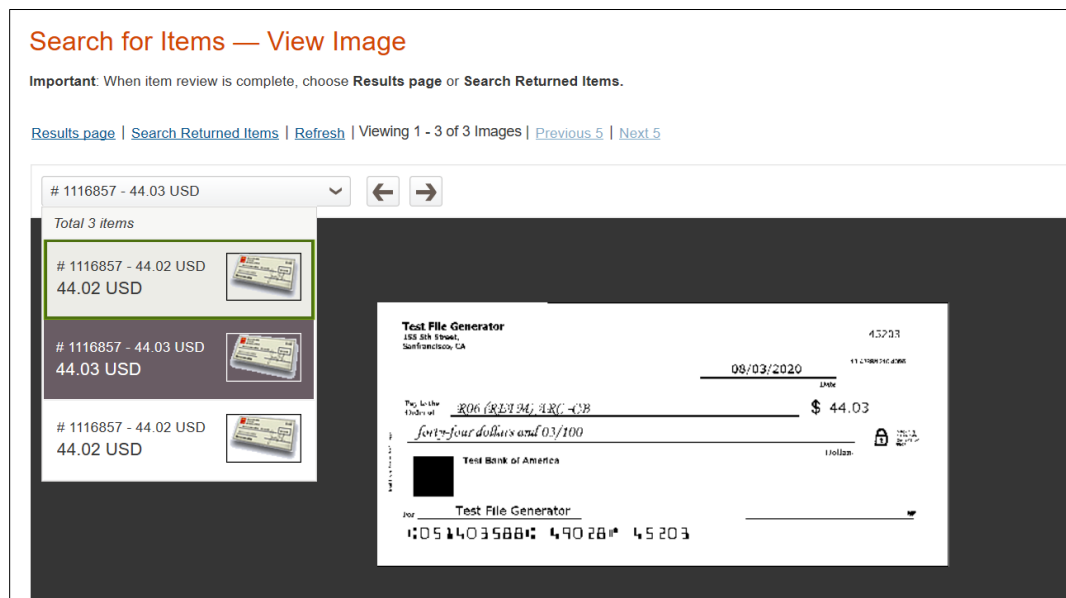 Search for Items — View Image
Important: When item review is complete, choose Results page or Search Returned Items.
Results page | Search Returned Items | Refresh | Viewing 1 - 3 of 3 Images | Previous 5 | Next 5
# 1116857 - 44.03 USD
Total 3 items
# 1116857 - 44.02 USD
44.02 USD
# 1116857 - 44.03 USD
44.03 USD
# 1116857 - 44.02 USD
44.02 USD
Test File Generator
155 5th Street,
Sanfrancisco, CA
45203
08/03/2020
Date
Pay to the
Order of
R06 (RETM) ARC -CB
$ 44.03
forty-four dollars and 03/100
Dollars
Test Bank of America
For Test File Generator
MP
⑆051403588⑆ 49028⑈ 45203